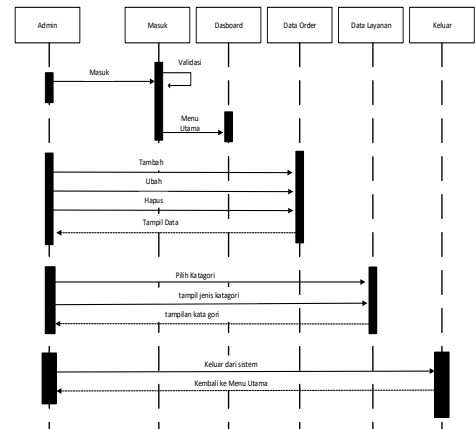 Admin
Masuk
Dasboard
Data Order
Data Layanan
Keluar
Masuk
Validasi
Menu
Utama
Tambah
Ubah
Hapus
Tampil Data
Pilih Katagori
tampil jenis katagori
tampilan kata gori
Keluar dari sistem
Kembali ke Menu Utama